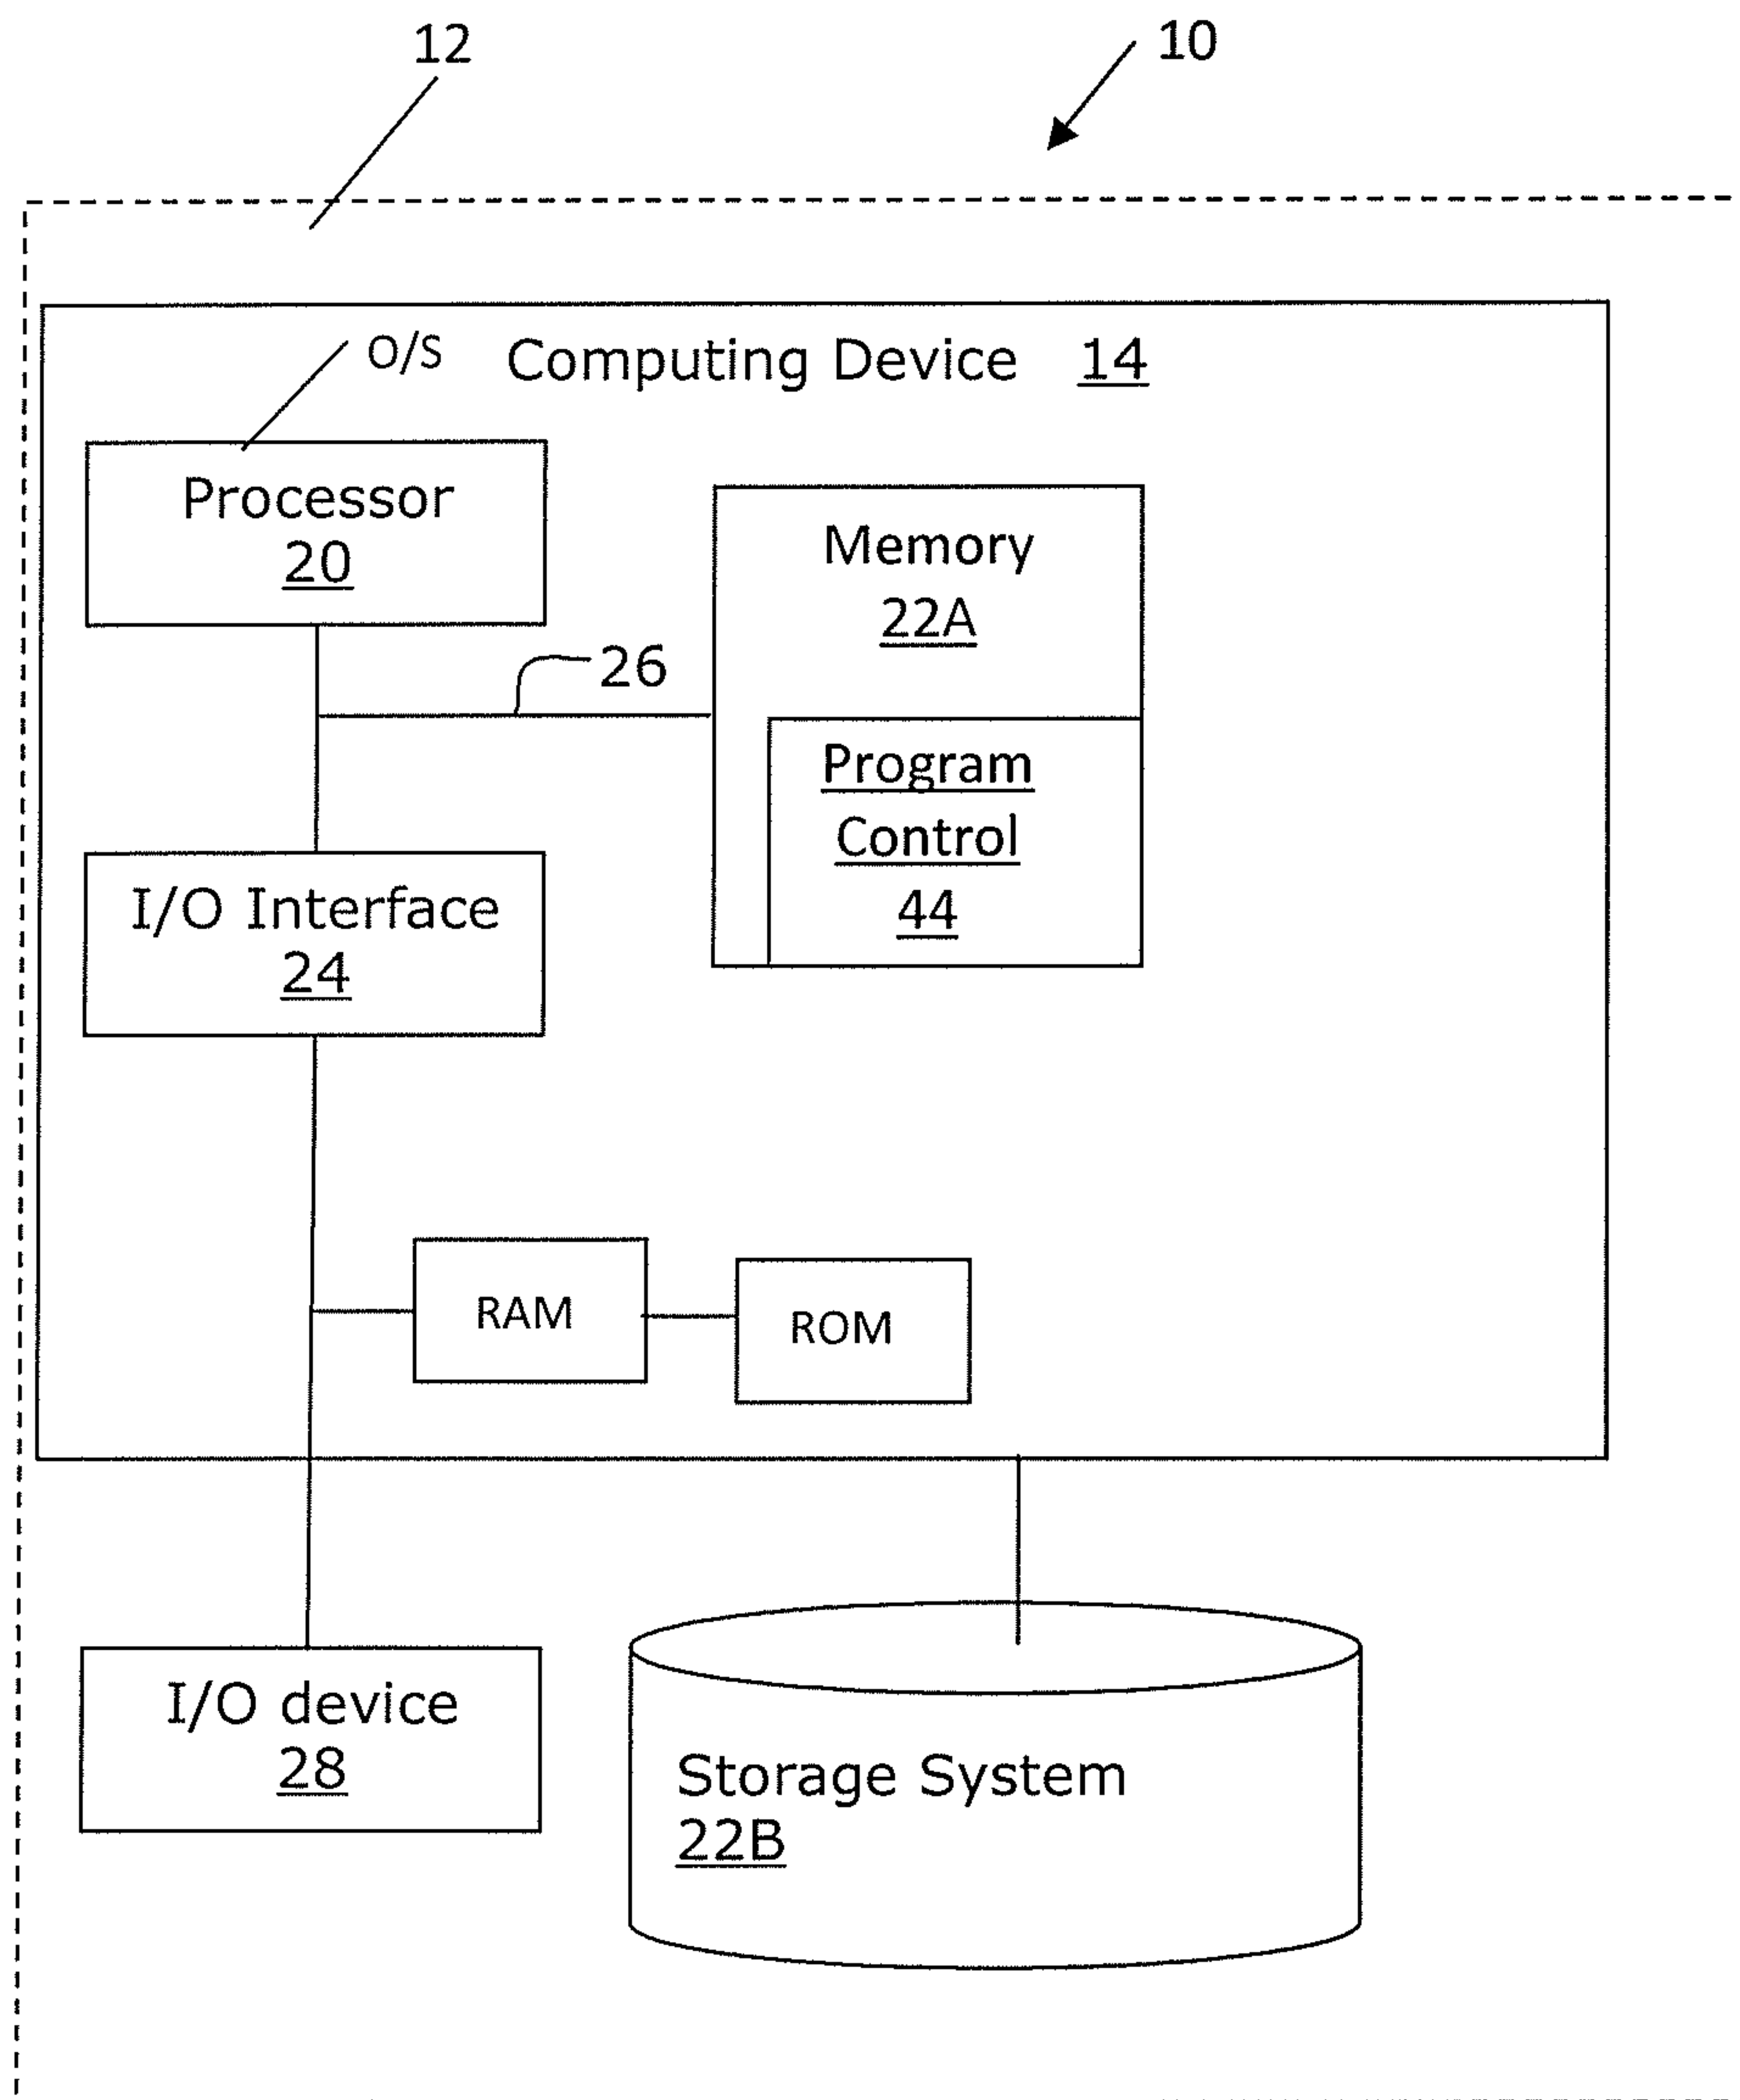 12
10
O/S
Computing Device 14
Processor
20
Memory
22A
26
Program
Control
44
I/O Interface
24
RAM
ROM
I/O device
28
Storage System
22B